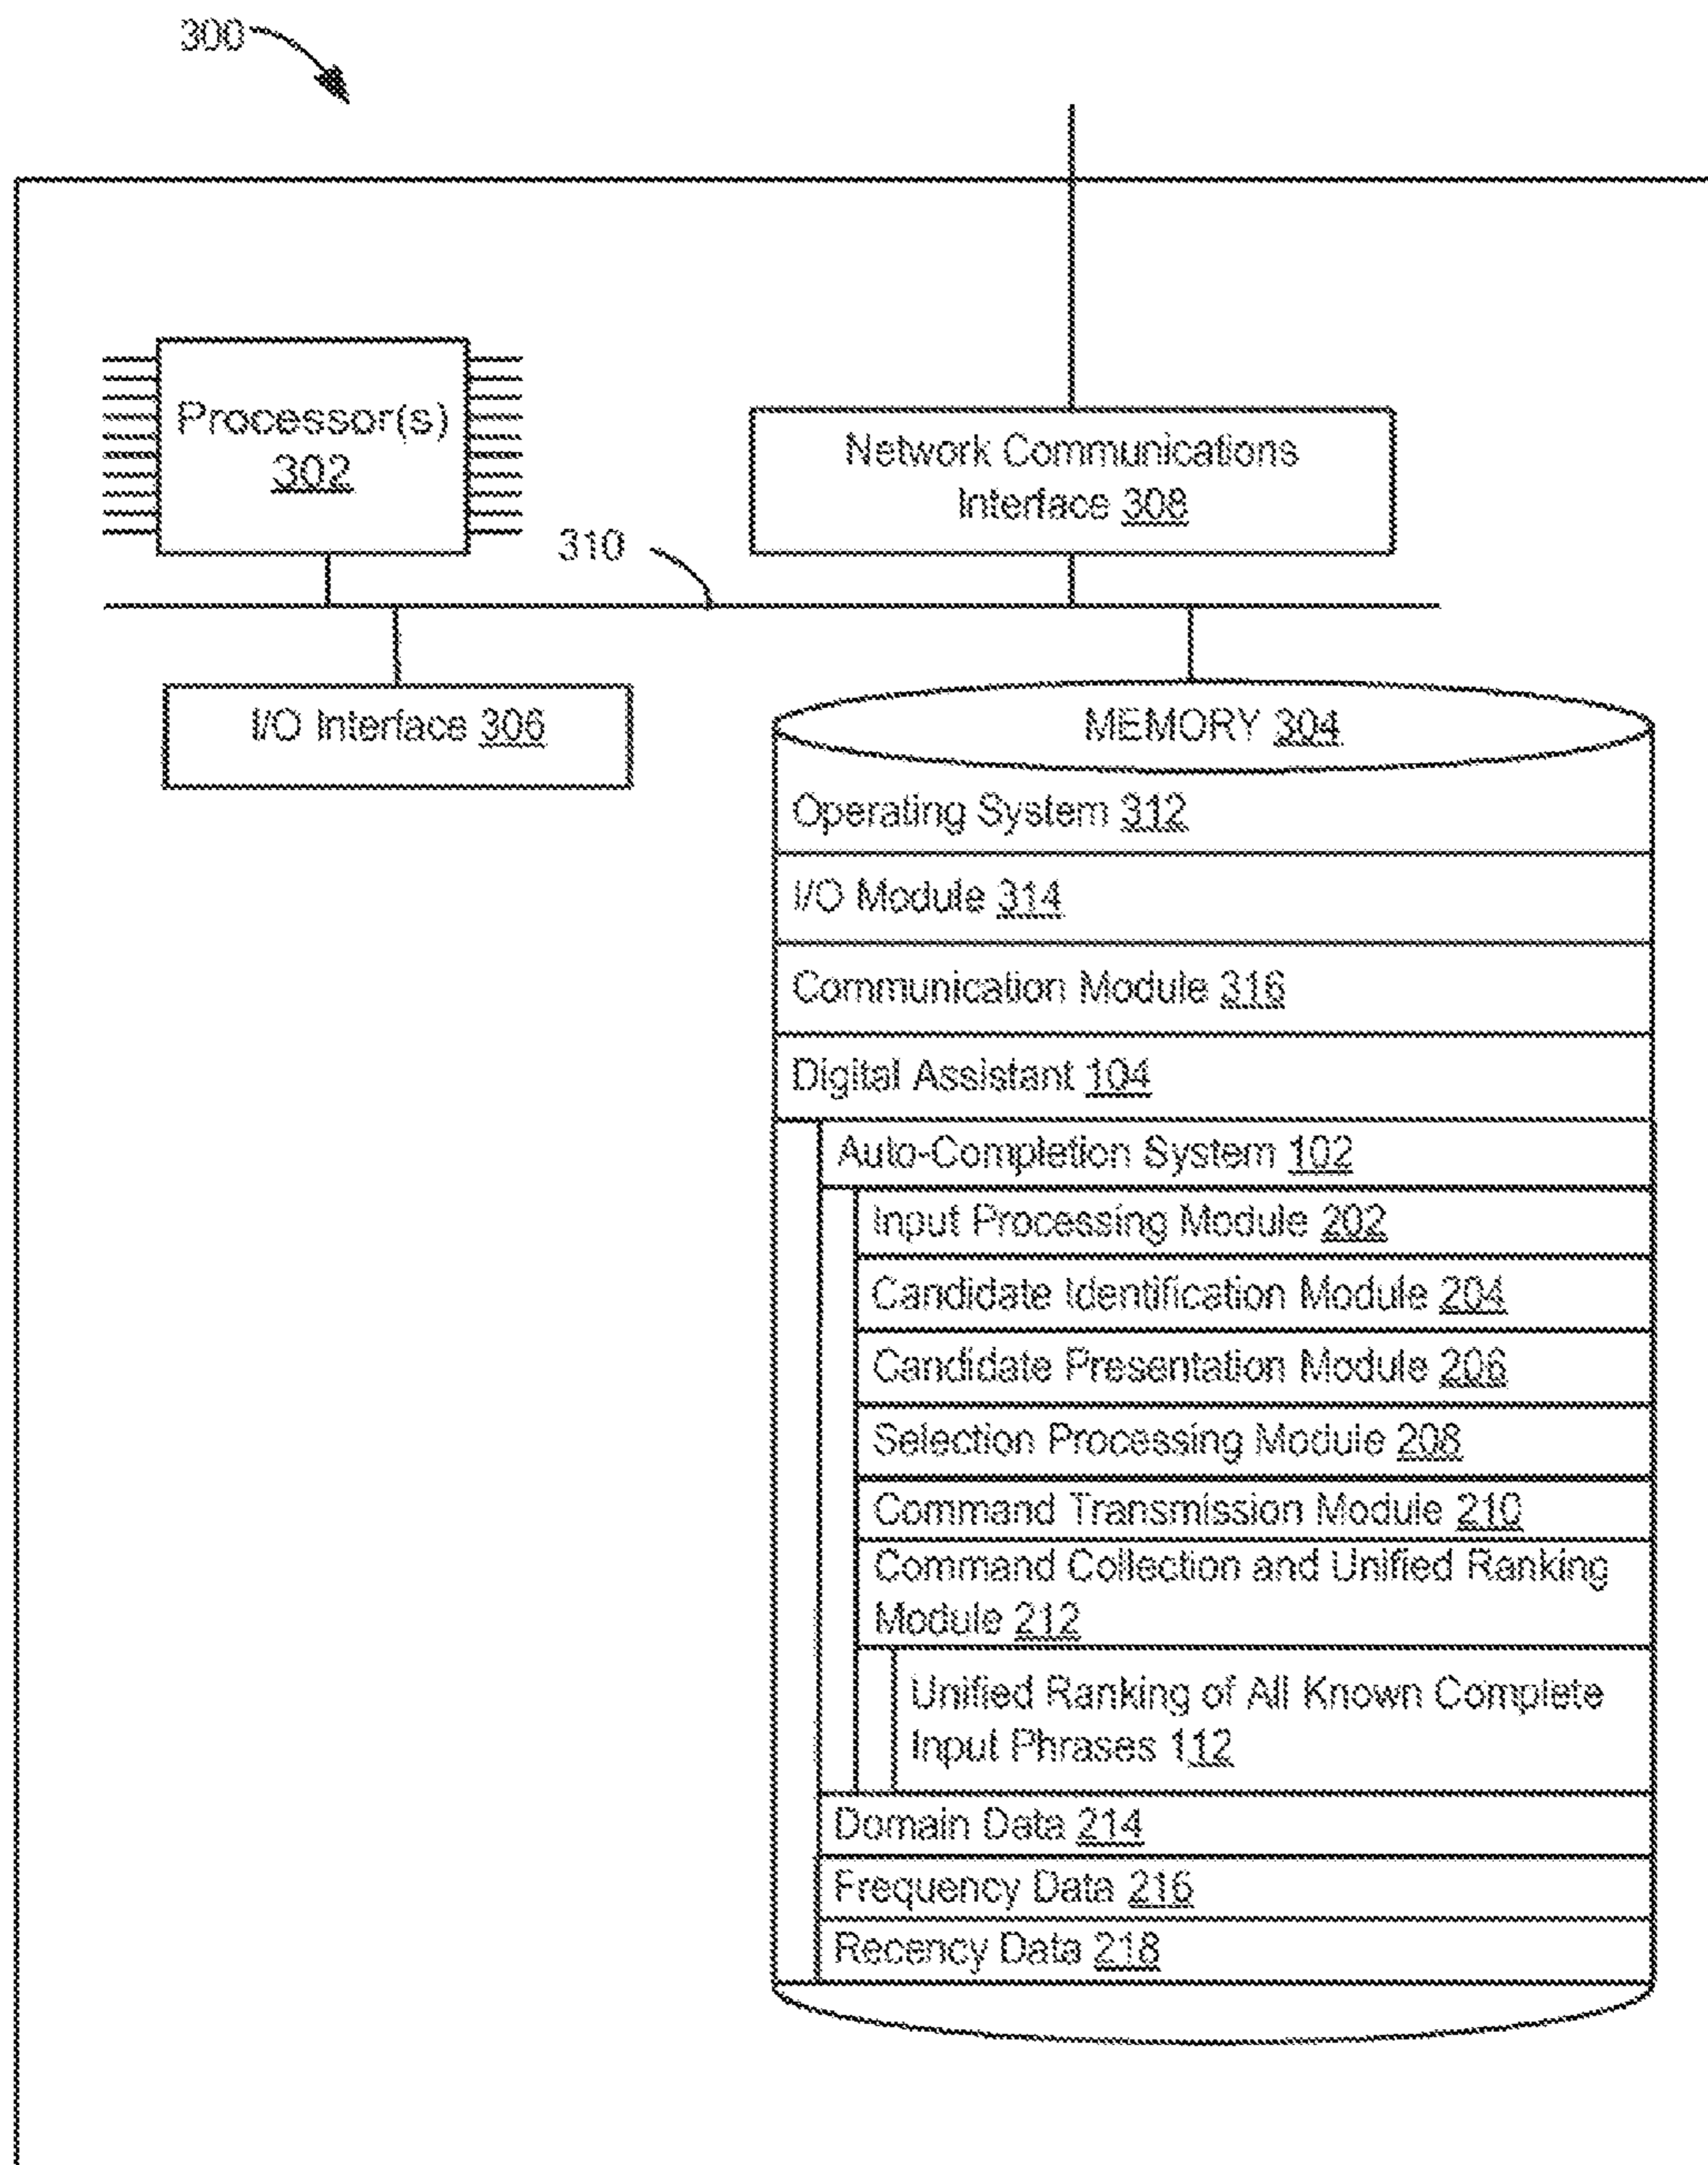 300
Processor(s)
302
Network Communications
Interface 308
310
I/O Interface 306
MEMORY 304
Operating System 312
I/O Module 314
Communication Module 316
Digital Assistant 104
Auto-Completion System 102
Input Processing Module 202
Candidate Identification Module 204
Candidate Presentation Module 206
Selection Processing Module 208
Command Transmission Module 210
Command Collection and Unified Ranking
Module 212
Unified Ranking of All Known Complete
Input Phrases 112
Domain Data 214
Frequency Data 216
Recency Data 218